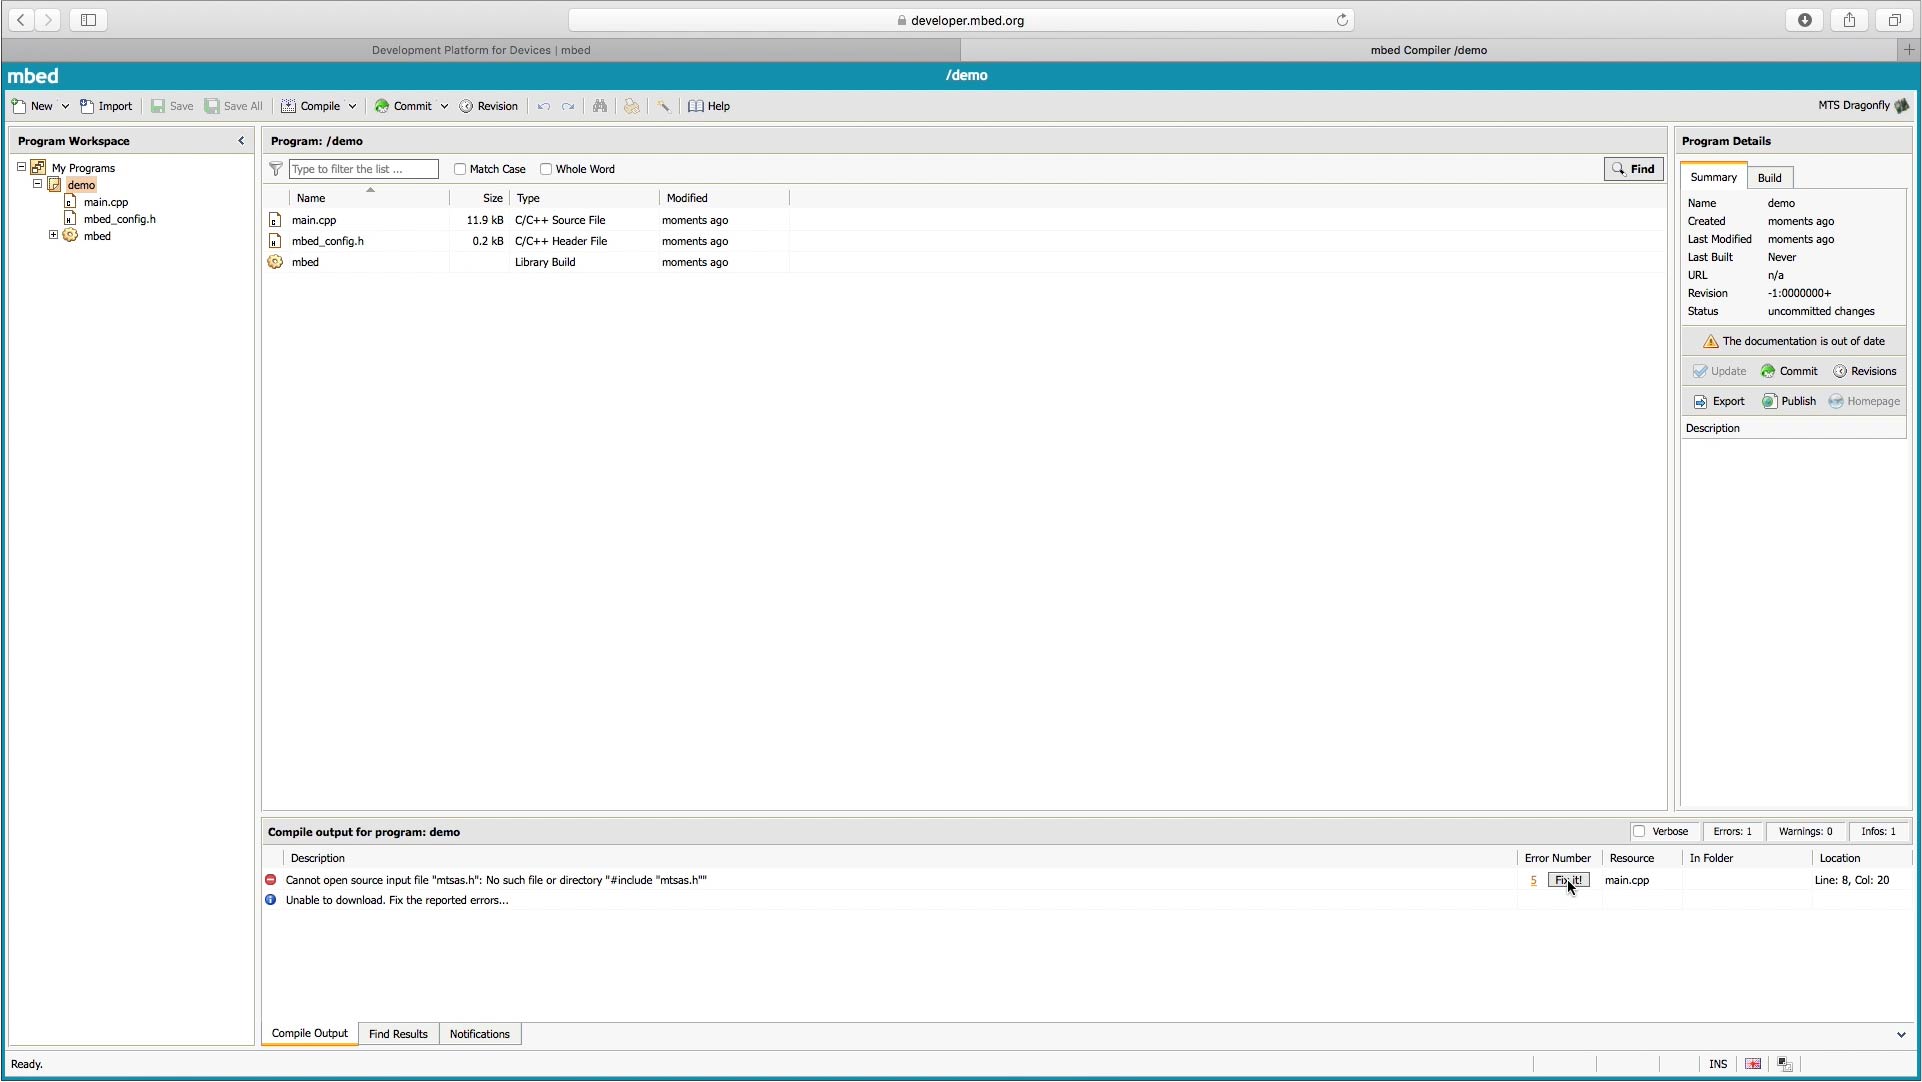 developer.mbed.org
Development Platform for Devices | mbed
mbed Compiler /demo
mbed
/demo
New
Import
Save
Save All
Compile
Commit
Revision
Help
MTS Dragonfly
Program Workspace
My Programs
demo
main.cpp
mbed_config.h
mbed
Program: /demo
Type to filter the list ...
Match Case
Whole Word
Find
Name Size Type Modified
main.cpp 11.9 kB C/C++ Source File moments ago
mbed_config.h 0.2 kB C/C++ Header File moments ago
mbed Library Build moments ago
Program Details
Summary Build
Name demo
Created moments ago
Last Modified moments ago
Last Built Never
URL n/a
Revision -1:0000000+
Status uncommitted changes
The documentation is out of date
Update Commit Revisions
Export Publish Homepage
Description
Compile output for program: demo
Verbose Errors: 1 Warnings: 0 Infos: 1
Description Error Number Resource In Folder Location
Cannot open source input file "mtsas.h": No such file or directory "#include "mtsas.h"" 5 Fix it! main.cpp Line: 8, Col: 20
Unable to download. Fix the reported errors...
Compile Output Find Results Notifications
Ready. INS